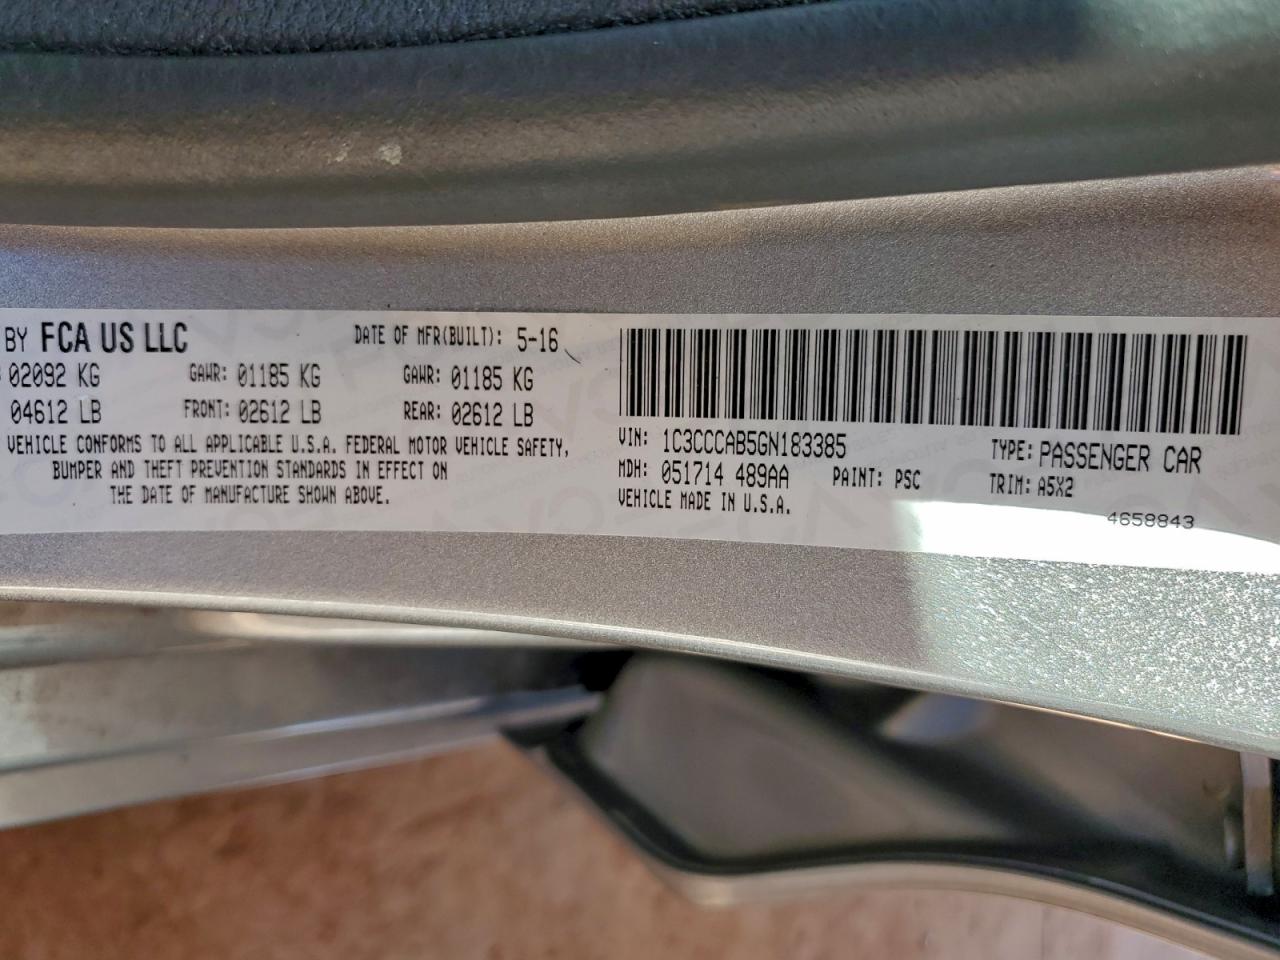 BY FCA US LLC DATE OF MFR(BUILT): 5-16
02092 KG GAWR: 01185 KG GAWR: 01185 KG
04612 LB FRONT: 02612 LB REAR: 02612 LB
VEHICLE CONFORMS TO ALL APPLICABLE U.S.A. FEDERAL MOTOR VEHICLE SAFETY,
BUMPER AND THEFT PREVENTION STANDARDS IN EFFECT ON
THE DATE OF MANUFACTURE SHOWN ABOVE.
VIN: 1C3CCCAB5GN183385 TYPE: PASSENGER CAR
MDH: 051714 489AA PAINT: PSC TRIM: A5X2
VEHICLE MADE IN U.S.A.
4658843